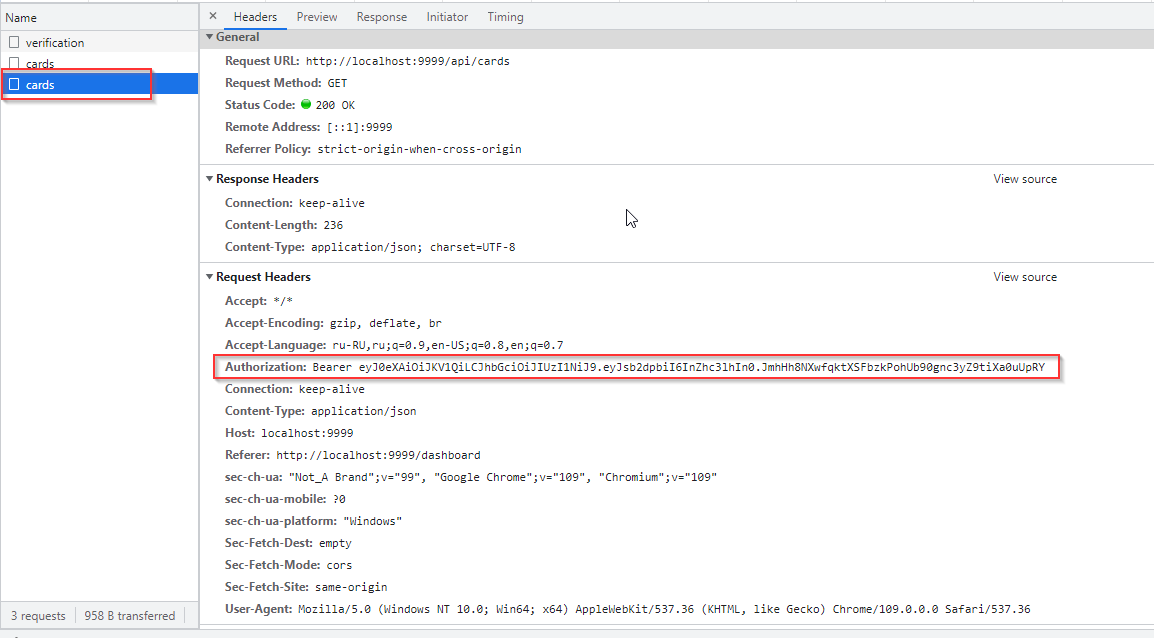 Name
verification
cards
cards
3 requests 958 B transferred
× Headers Preview Response Initiator Timing
General
Request URL: http://localhost:9999/api/cards
Request Method: GET
Status Code: 200 OK
Remote Address: [::1]:9999
Referrer Policy: strict-origin-when-cross-origin
Response Headers View source
Connection: keep-alive
Content-Length: 236
Content-Type: application/json; charset=UTF-8
Request Headers View source
Accept: */*
Accept-Encoding: gzip, deflate, br
Accept-Language: ru-RU,ru;q=0.9,en-US;q=0.8,en;q=0.7
Authorization: Bearer eyJ0eXAiOiJKV1QiLCJhbGciOiJIUzI1NiJ9.eyJsb2dpbiI6InZhc3lhIn0.JmhHh8NXwfqktXSFbzkPohUb90gnc3yZ9tiXa0uUpRY
Connection: keep-alive
Content-Type: application/json
Host: localhost:9999
Referer: http://localhost:9999/dashboard
sec-ch-ua: "Not_A Brand";v="99", "Google Chrome";v="109", "Chromium";v="109"
sec-ch-ua-mobile: ?0
sec-ch-ua-platform: "Windows"
Sec-Fetch-Dest: empty
Sec-Fetch-Mode: cors
Sec-Fetch-Site: same-origin
User-Agent: Mozilla/5.0 (Windows NT 10.0; Win64; x64) AppleWebKit/537.36 (KHTML, like Gecko) Chrome/109.0.0.0 Safari/537.36